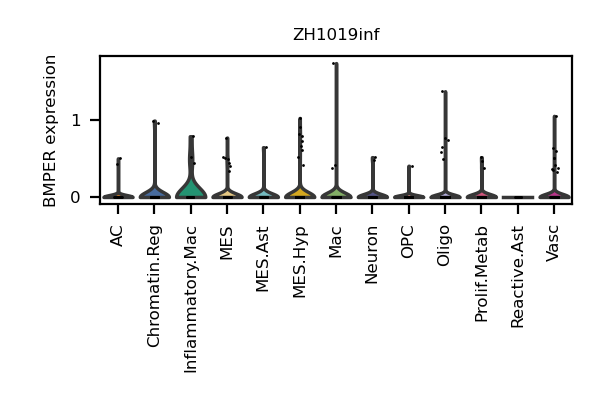 ZH1019inf
BMPER expression
1
0
AC
Chromatin.Reg
Inflammatory.Mac
MES
MES.Ast
MES.Hyp
Mac
Neuron
OPC
Oligo
Prolif.Metab
Reactive.Ast
Vasc